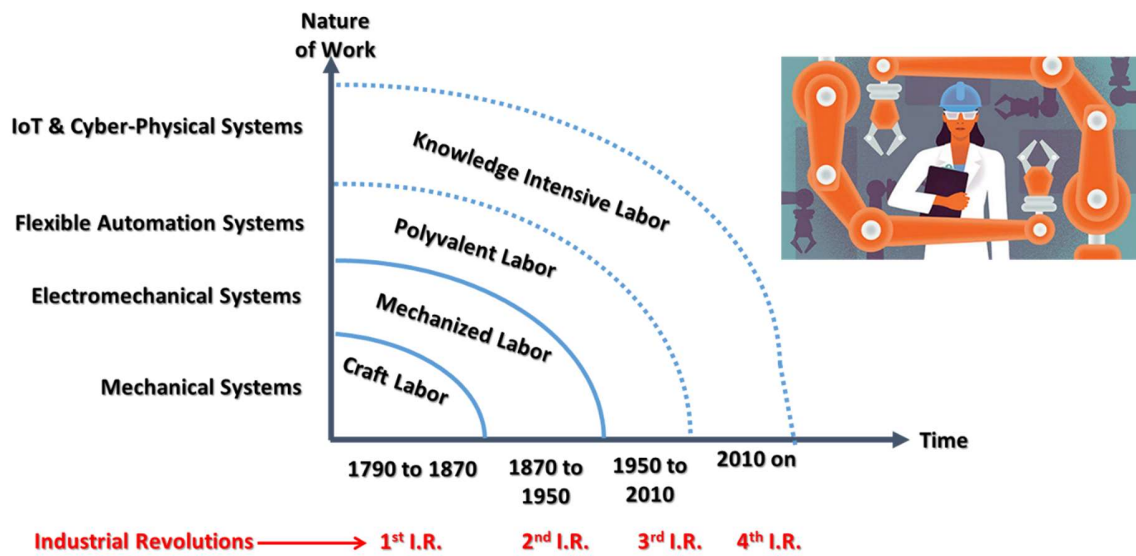 Nature
of Work
IoT & Cyber-Physical Systems
Flexible Automation Systems
Electromechanical Systems
Mechanical Systems
Knowledge Intensive Labor
Polyvalent Labor
Mechanized Labor
Craft Labor
Time
1790 to 1870
1870 to
1950
1950 to
2010
2010 on
Industrial Revolutions
1st I.R.
2nd I.R.
3rd I.R.
4th I.R.